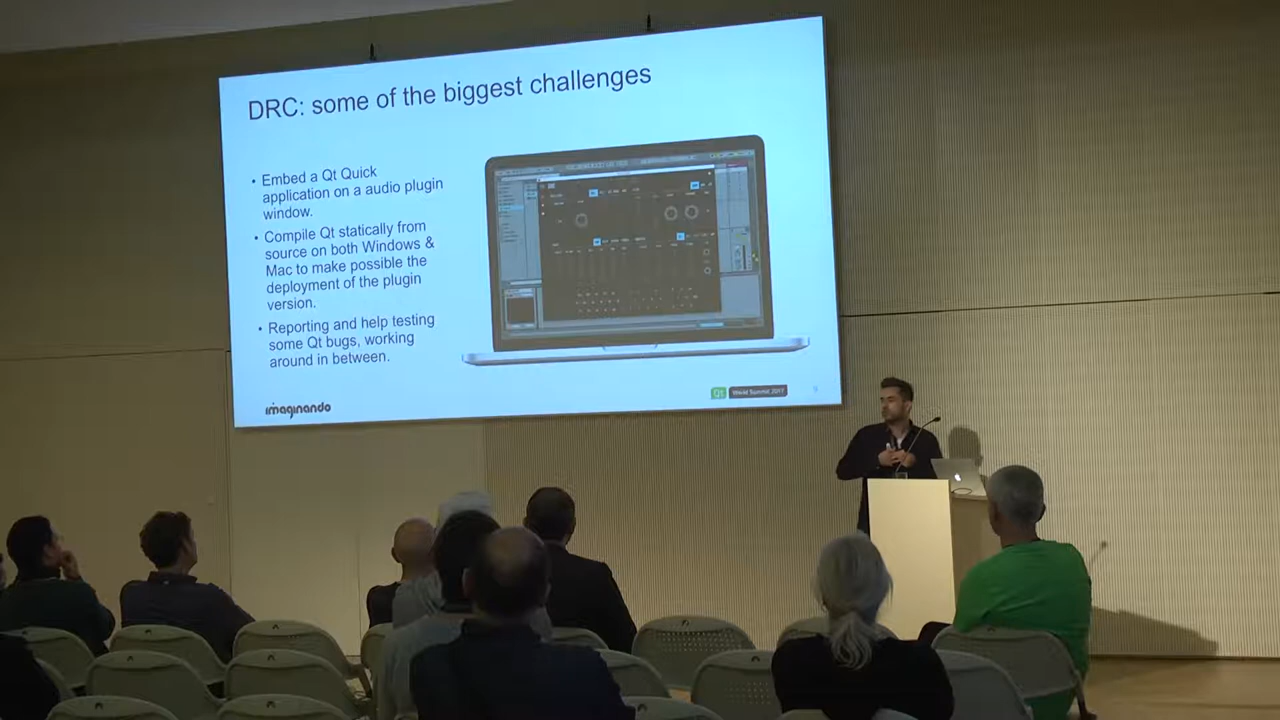 DRC: some of the biggest challenges
• Embed a Qt Quick
application on a audio plugin
window.
• Compile Qt statically from
source on both Windows &
Mac to make possible the
deployment of the plugin
version.
• Reporting and help testing
some Qt bugs, working
around in between.
imaginando
Qt World Summit 2017